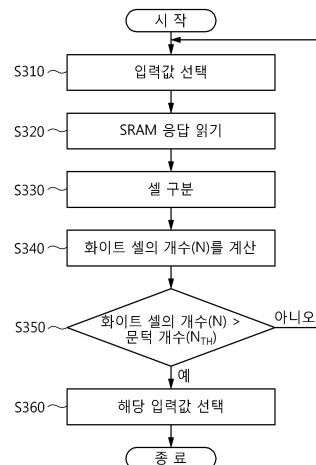 시 작
S310
입력값 선택
S320
SRAM 응답 읽기
S330
셀 구분
S340
화이트 셀의 개수(N)를 계산
S350
화이트 셀의 개수(N) >
문턱 개수(N_TH)
아니오
예
S360
해당 입력값 선택
종 료